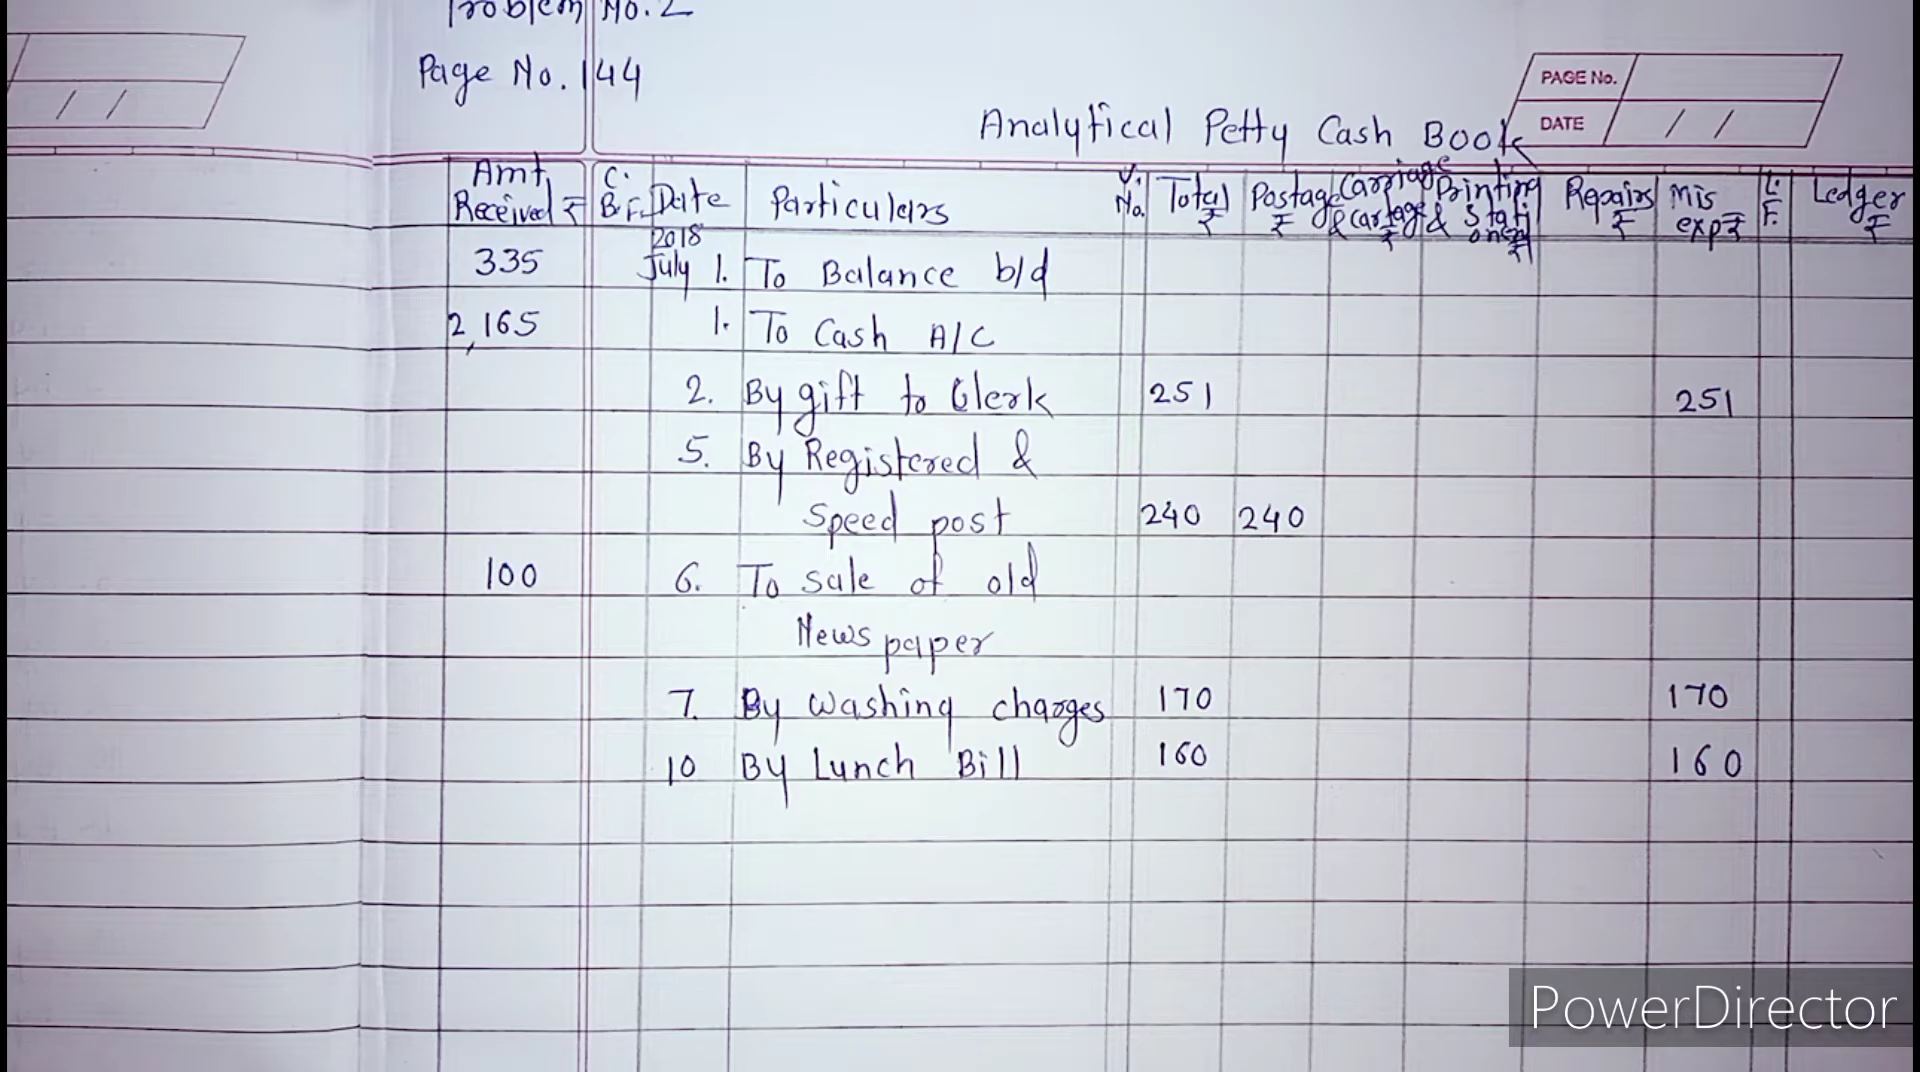 Problem No. 2
Page No. 144
PAGE No.
DATE / /
/ /
Analytical Petty Cash Book
Amt Received ₹ C. B.F. Date Particulars V. No. Total ₹ Postage ₹ Carriage & Cartage ₹ Printing & Stationery ₹ Repairs ₹ Mis exp ₹ L. F. Ledger ₹
2018
335 July 1. To Balance b/d
2,165 1. To Cash A/C
2. By gift to Clerk 251 251
5. By Registered &
Speed post 240 240
100 6. To Sale of old
News paper
7. By Washing charges 170 170
10 By Lunch Bill 160 160
PowerDirector